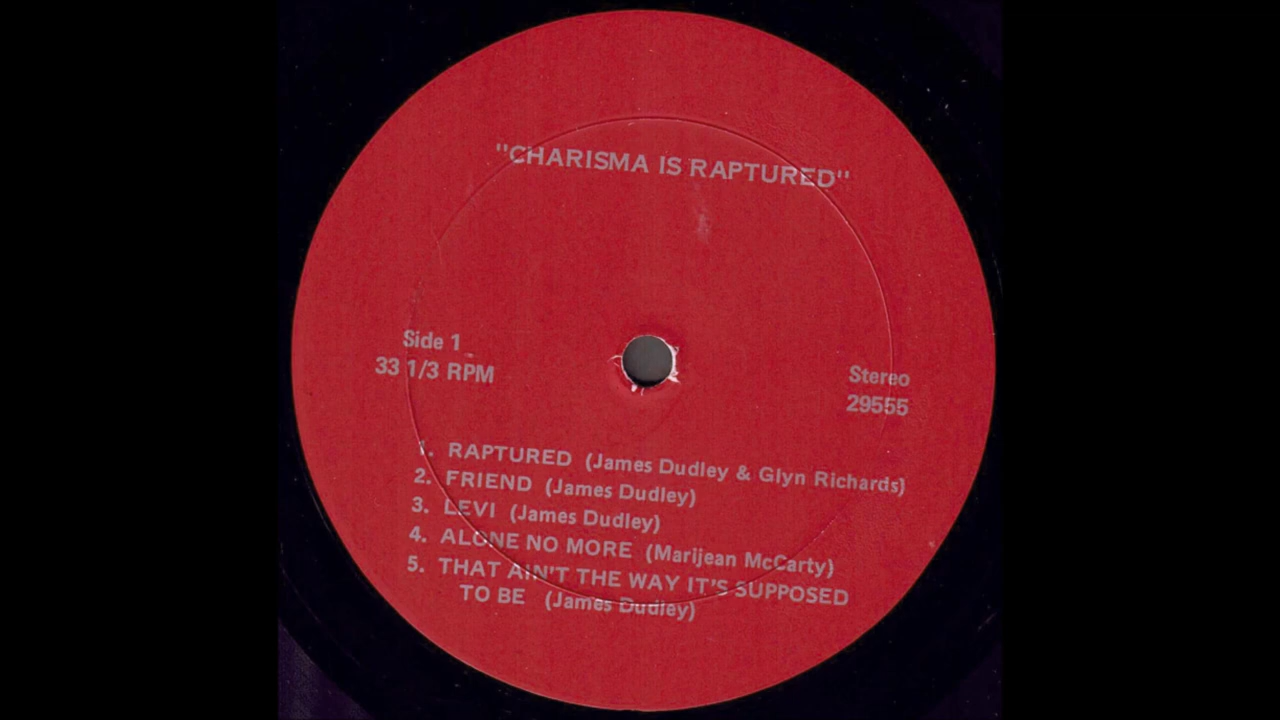 "CHARISMA IS RAPTURED"
Side 1
33 1/3 RPM
Stereo
29555
1. RAPTURED (James Dudley & Glyn Richards)
2. FRIEND (James Dudley)
3. LEVI (James Dudley)
4. ALONE NO MORE (Marijean McCarty)
5. THAT AIN'T THE WAY IT'S SUPPOSED
TO BE (James Dudley)